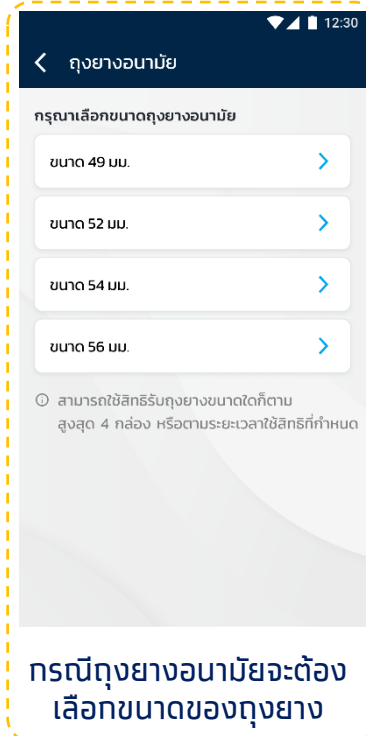 12:30
ถุงยางอนามัย
กรุณาเลือกขนาดถุงยางอนามัย
ขนาด 49 มม.
ขนาด 52 มม.
ขนาด 54 มม.
ขนาด 56 มม.
สามารถใช้สิทธิรับถุงยางขนาดใดก็ตาม
สูงสุด 4 กล่อง หรือตามระยะเวลาใช้สิทธิที่กำหนด
กรณีถุงยางอนามัยจะต้อง
เลือกขนาดของถุงยาง